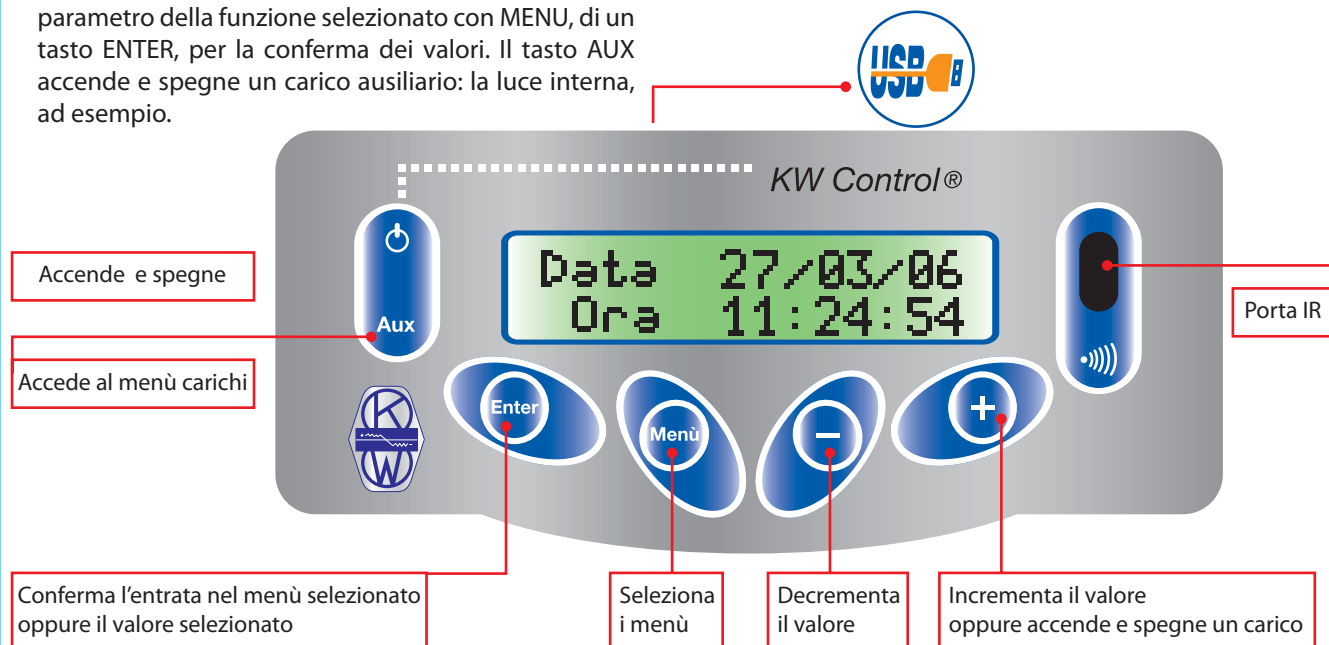 parametro della funzione selezionato con MENU, di un
tasto ENTER, per la conferma dei valori. Il tasto AUX
accende e spegne un carico ausiliario: la luce interna,
ad esempio.
USB
KW Control®
Data 27/03/06
Ora 11:24:54
Aux
Accende e spegne
Accede al menù carichi
Porta IR
Enter
Menù
−
+
KW
Conferma l'entrata nel menù selezionato
oppure il valore selezionato
Seleziona
i menù
Decrementa
il valore
Incrementa il valore
oppure accende e spegne un carico